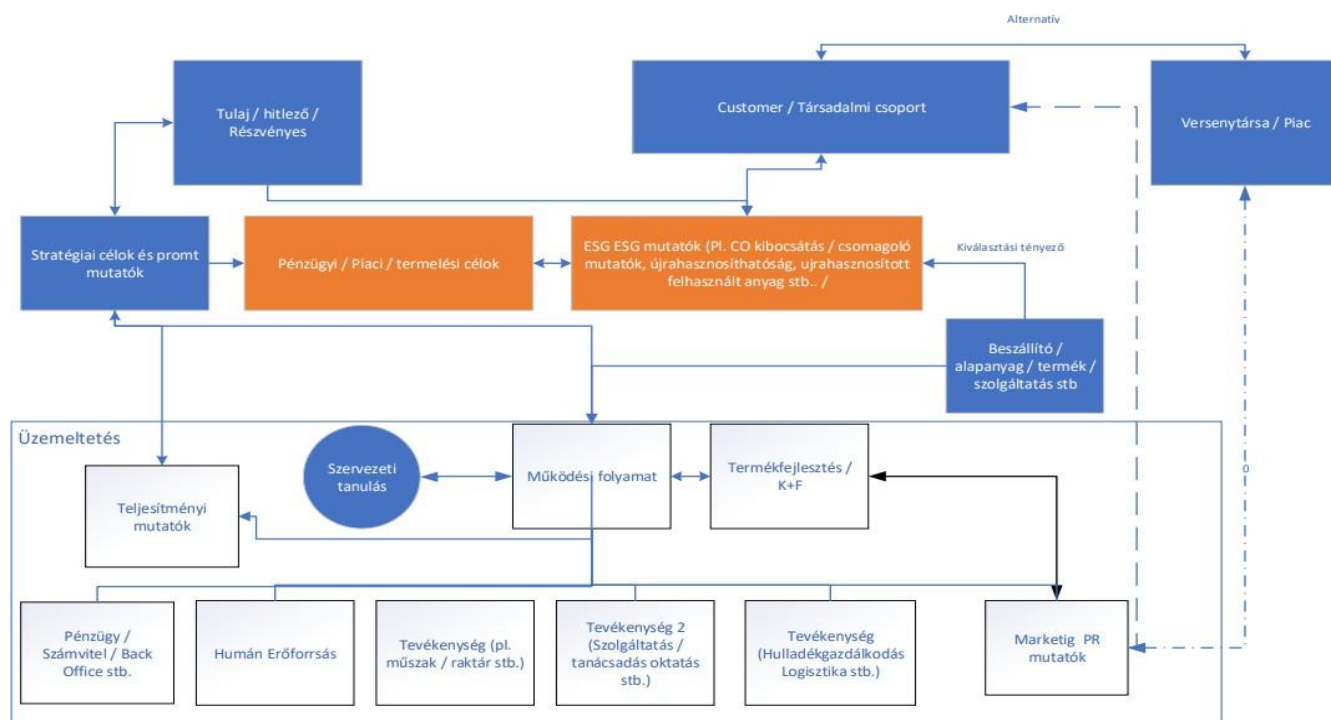 Alternatív
Tulaj / hitlező /
Részvényes
Customer / Társadalmi csoport
Versenytársa / Piac
Stratégiai célok és promt
mutatók
Pénzügyi / Piaci / termelési célok
ESG ESG mutatók (Pl. CO kibocsátás / csomagoló
mutatók, újrahasznosíthatóság, ujrahasznosított
felhasznált anyag stb.. /
Kiválasztási tényező
Beszállító /
alapanyag / termék /
szolgáltatás stb
Üzemeltetés
Szervezeti
tanulás
Működési folyamat
Termékfejlesztés /
K+F
Teljesítményi
mutatók
Pénzügy /
Számvitel / Back
Office stb.
Humán Erőforrsás
Tevékenység (pl.
műszak / raktár stb.)
Tevékenység 2
(Szolgáltatás /
tanácsadás oktatás
stb.)
Tevékenység
(Hulladékgazdálkodás
Logisztika stb.)
Marketig PR
mutatók